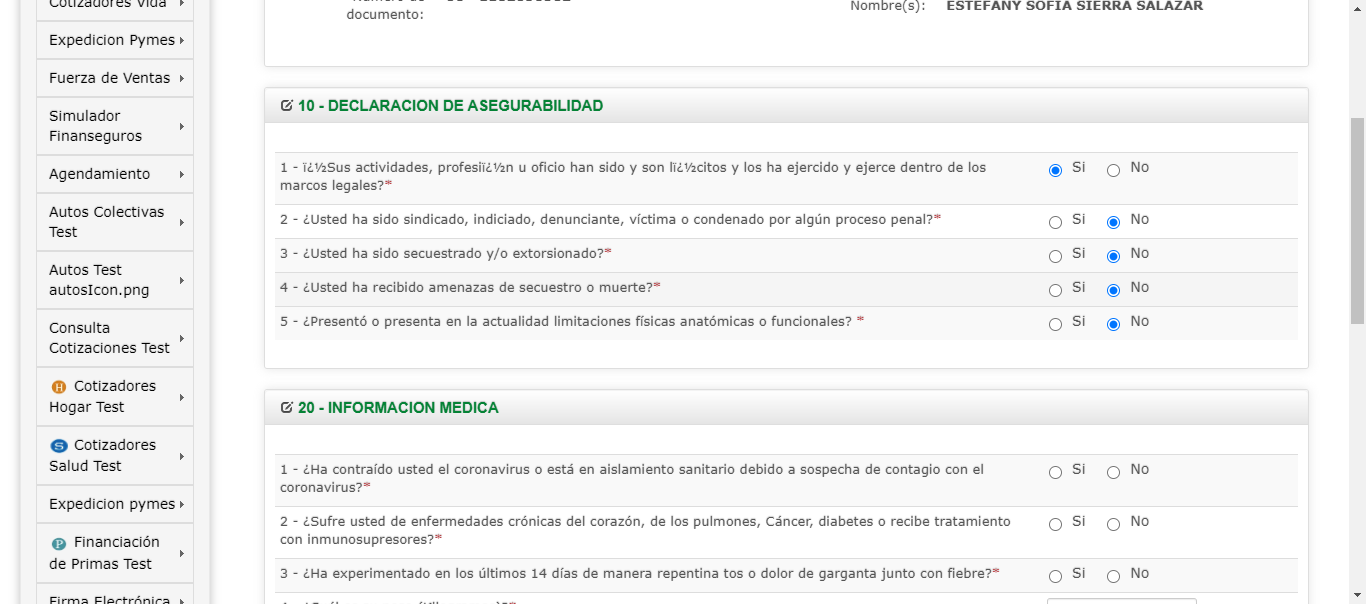 Cotizadores Vida
Expedicion Pymes
Fuerza de Ventas
Simulador
Finanseguros
Agendamiento
Autos Colectivas
Test
Autos Test
autosIcon.png
Consulta
Cotizaciones Test
H Cotizadores
Hogar Test
S Cotizadores
Salud Test
Expedicion pymes
P Financiación
de Primas Test
Firma Electrónica
documento:
Nombre(s): ESTEFANY SOFIA SIERRA SALAZAR
10 - DECLARACION DE ASEGURABILIDAD
1 - ï¿½Sus actividades, profesiï¿½n u oficio han sido y son lï¿½citos y los ha ejercido y ejerce dentro de los
marcos legales?* Si No
2 - ¿Usted ha sido sindicado, indiciado, denunciante, víctima o condenado por algún proceso penal?* Si No
3 - ¿Usted ha sido secuestrado y/o extorsionado?* Si No
4 - ¿Usted ha recibido amenazas de secuestro o muerte?* Si No
5 - ¿Presentó o presenta en la actualidad limitaciones físicas anatómicas o funcionales? * Si No
20 - INFORMACION MEDICA
1 - ¿Ha contraído usted el coronavirus o está en aislamiento sanitario debido a sospecha de contagio con el
coronavirus?* Si No
2 - ¿Sufre usted de enfermedades crónicas del corazón, de los pulmones, Cáncer, diabetes o recibe tratamiento
con inmunosupresores?* Si No
3 - ¿Ha experimentado en los últimos 14 días de manera repentina tos o dolor de garganta junto con fiebre?* Si No